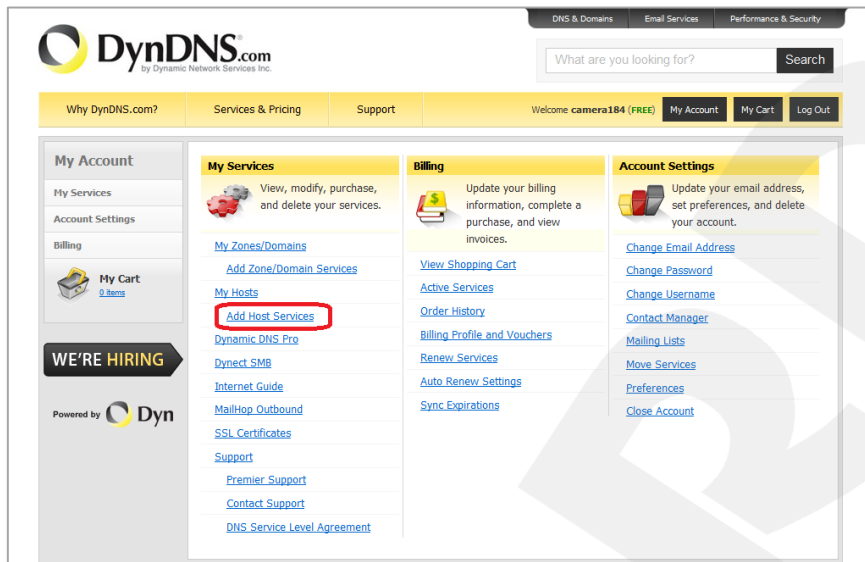 DNS & Domains Email Services Performance & Security
DynDNS.com
by Dynamic Network Services Inc.
What are you looking for? Search
Why DynDNS.com? Services & Pricing Support Welcome camera184 (FREE) My Account My Cart Log Out
My Account
My Services
Account Settings
Billing
My Cart
0 items
WE'RE HIRING
Powered by Dyn
My Services
View, modify, purchase,
and delete your services.
My Zones/Domains
Add Zone/Domain Services
My Hosts
Add Host Services
Dynamic DNS Pro
Dynect SMB
Internet Guide
MailHop Outbound
SSL Certificates
Support
Premier Support
Contact Support
DNS Service Level Agreement
Billing
Update your billing
information, complete a
purchase, and view
invoices.
View Shopping Cart
Active Services
Order History
Billing Profile and Vouchers
Renew Services
Auto Renew Settings
Sync Expirations
Account Settings
Update your email address,
set preferences, and delete
your account.
Change Email Address
Change Password
Change Username
Contact Manager
Mailing Lists
Move Services
Preferences
Close Account